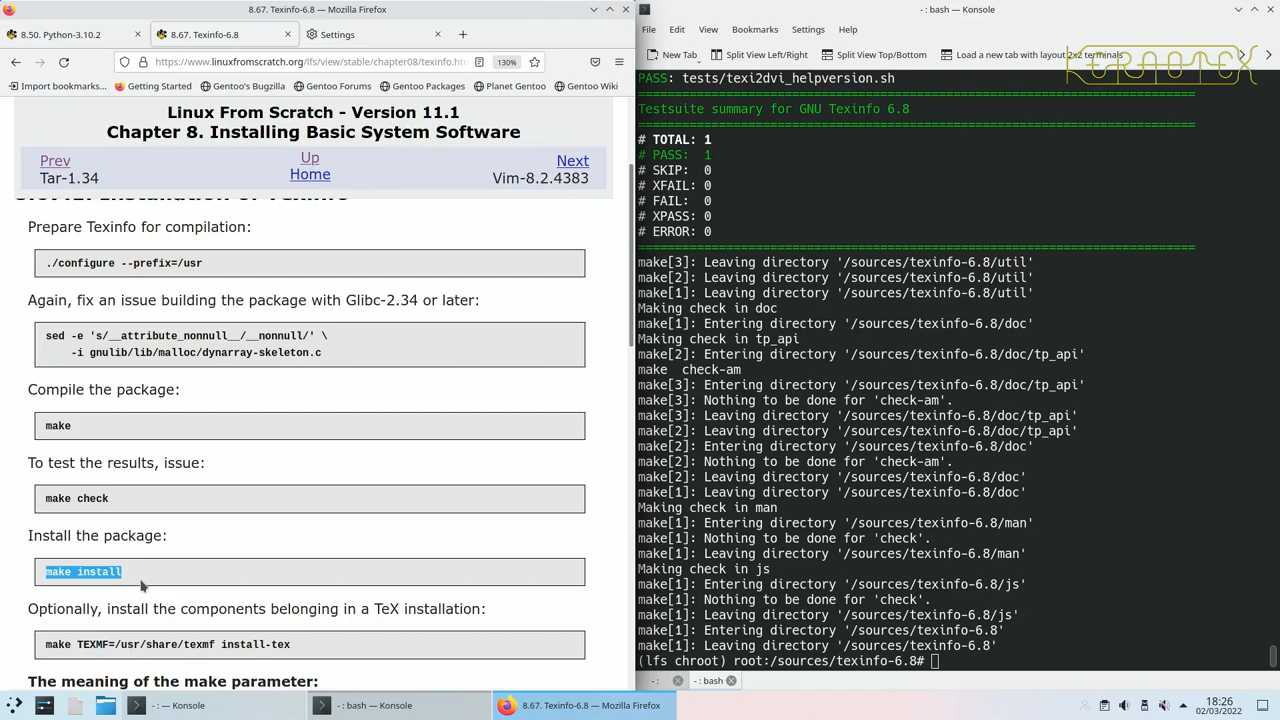 8.67. Texinfo-6.8 — Mozilla Firefox
8.50. Python-3.10.2
8.67. Texinfo-6.8
Settings
https://www.linuxfromscratch.org/lfs/view/stable/chapter08/texinfo.htm
130%
Import bookmarks...
Getting Started
Gentoo's Bugzilla
Gentoo Forums
Gentoo Packages
Planet Gentoo
Gentoo Wiki
Linux From Scratch - Version 11.1
Chapter 8. Installing Basic System Software
Prev
Up
Next
Tar-1.34
Home
Vim-8.2.4383
Prepare Texinfo for compilation:
./configure --prefix=/usr
Again, fix an issue building the package with Glibc-2.34 or later:
sed -e 's/__attribute_nonnull__/__nonnull/' \
-i gnulib/lib/malloc/dynarray-skeleton.c
Compile the package:
make
To test the results, issue:
make check
Install the package:
make install
Optionally, install the components belonging in a TeX installation:
make TEXMF=/usr/share/texmf install-tex
The meaning of the make parameter:
- : bash — Konsole
File Edit View Bookmarks Settings Help
New Tab
Split View Left/Right
Split View Top/Bottom
Load a new tab with layout 2x2 terminals
KERNOTEX
PASS: tests/texi2dvi_helpversion.sh
============================================================================
Testsuite summary for GNU Texinfo 6.8
============================================================================
# TOTAL: 1
# PASS: 1
# SKIP: 0
# XFAIL: 0
# FAIL: 0
# XPASS: 0
# ERROR: 0
============================================================================
make[3]: Leaving directory '/sources/texinfo-6.8/util'
make[2]: Leaving directory '/sources/texinfo-6.8/util'
make[1]: Leaving directory '/sources/texinfo-6.8/util'
Making check in doc
make[1]: Entering directory '/sources/texinfo-6.8/doc'
Making check in tp_api
make[2]: Entering directory '/sources/texinfo-6.8/doc/tp_api'
make  check-am
make[3]: Entering directory '/sources/texinfo-6.8/doc/tp_api'
make[3]: Nothing to be done for 'check-am'.
make[3]: Leaving directory '/sources/texinfo-6.8/doc/tp_api'
make[2]: Leaving directory '/sources/texinfo-6.8/doc/tp_api'
make[2]: Entering directory '/sources/texinfo-6.8/doc'
make[2]: Nothing to be done for 'check-am'.
make[2]: Leaving directory '/sources/texinfo-6.8/doc'
make[1]: Leaving directory '/sources/texinfo-6.8/doc'
Making check in man
make[1]: Entering directory '/sources/texinfo-6.8/man'
make[1]: Nothing to be done for 'check'.
make[1]: Leaving directory '/sources/texinfo-6.8/man'
Making check in js
make[1]: Entering directory '/sources/texinfo-6.8/js'
make[1]: Nothing to be done for 'check'.
make[1]: Leaving directory '/sources/texinfo-6.8/js'
make[1]: Entering directory '/sources/texinfo-6.8'
make[1]: Leaving directory '/sources/texinfo-6.8'
(lfs chroot) root:/sources/texinfo-6.8#
- :
- : bash
- : — Konsole
- : bash — Konsole
8.67. Texinfo-6.8 — Mozilla Firefox
18:26
02/03/2022